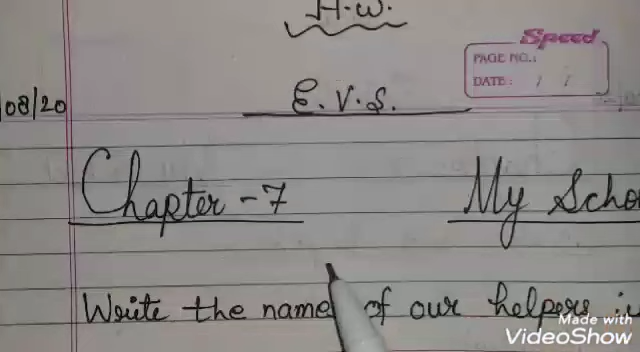 H.W.
Speed
PAGE NO.:
DATE: / /
/08/20
E.V.S.
Chapter - 7 My Scho
Write the name of our helpers i
Made with
VideoShow